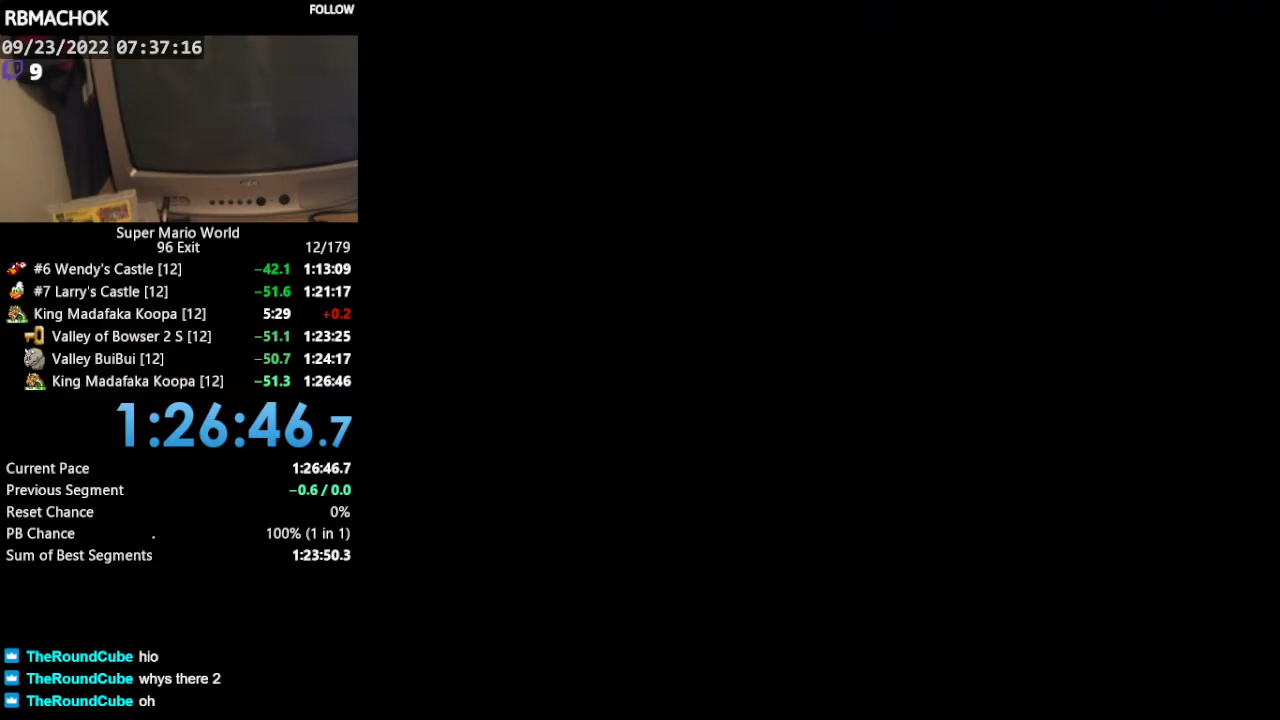 RBMACHOK
FOLLOW
09/23/2022 07:37:16
9
Super Mario World
96 Exit 12/179
#6 Wendy's Castle [12] −42.1 1:13:09
#7 Larry's Castle [12] −51.6 1:21:17
King Madafaka Koopa [12] 5:29 +0.2
Valley of Bowser 2 S [12] −51.1 1:23:25
Valley BuiBui [12] −50.7 1:24:17
King Madafaka Koopa [12] −51.3 1:26:46
1:26:46.7
Current Pace 1:26:46.7
Previous Segment −0.6 / 0.0
Reset Chance 0%
PB Chance . 100% (1 in 1)
Sum of Best Segments 1:23:50.3
TheRoundCube hio
TheRoundCube whys there 2
TheRoundCube oh